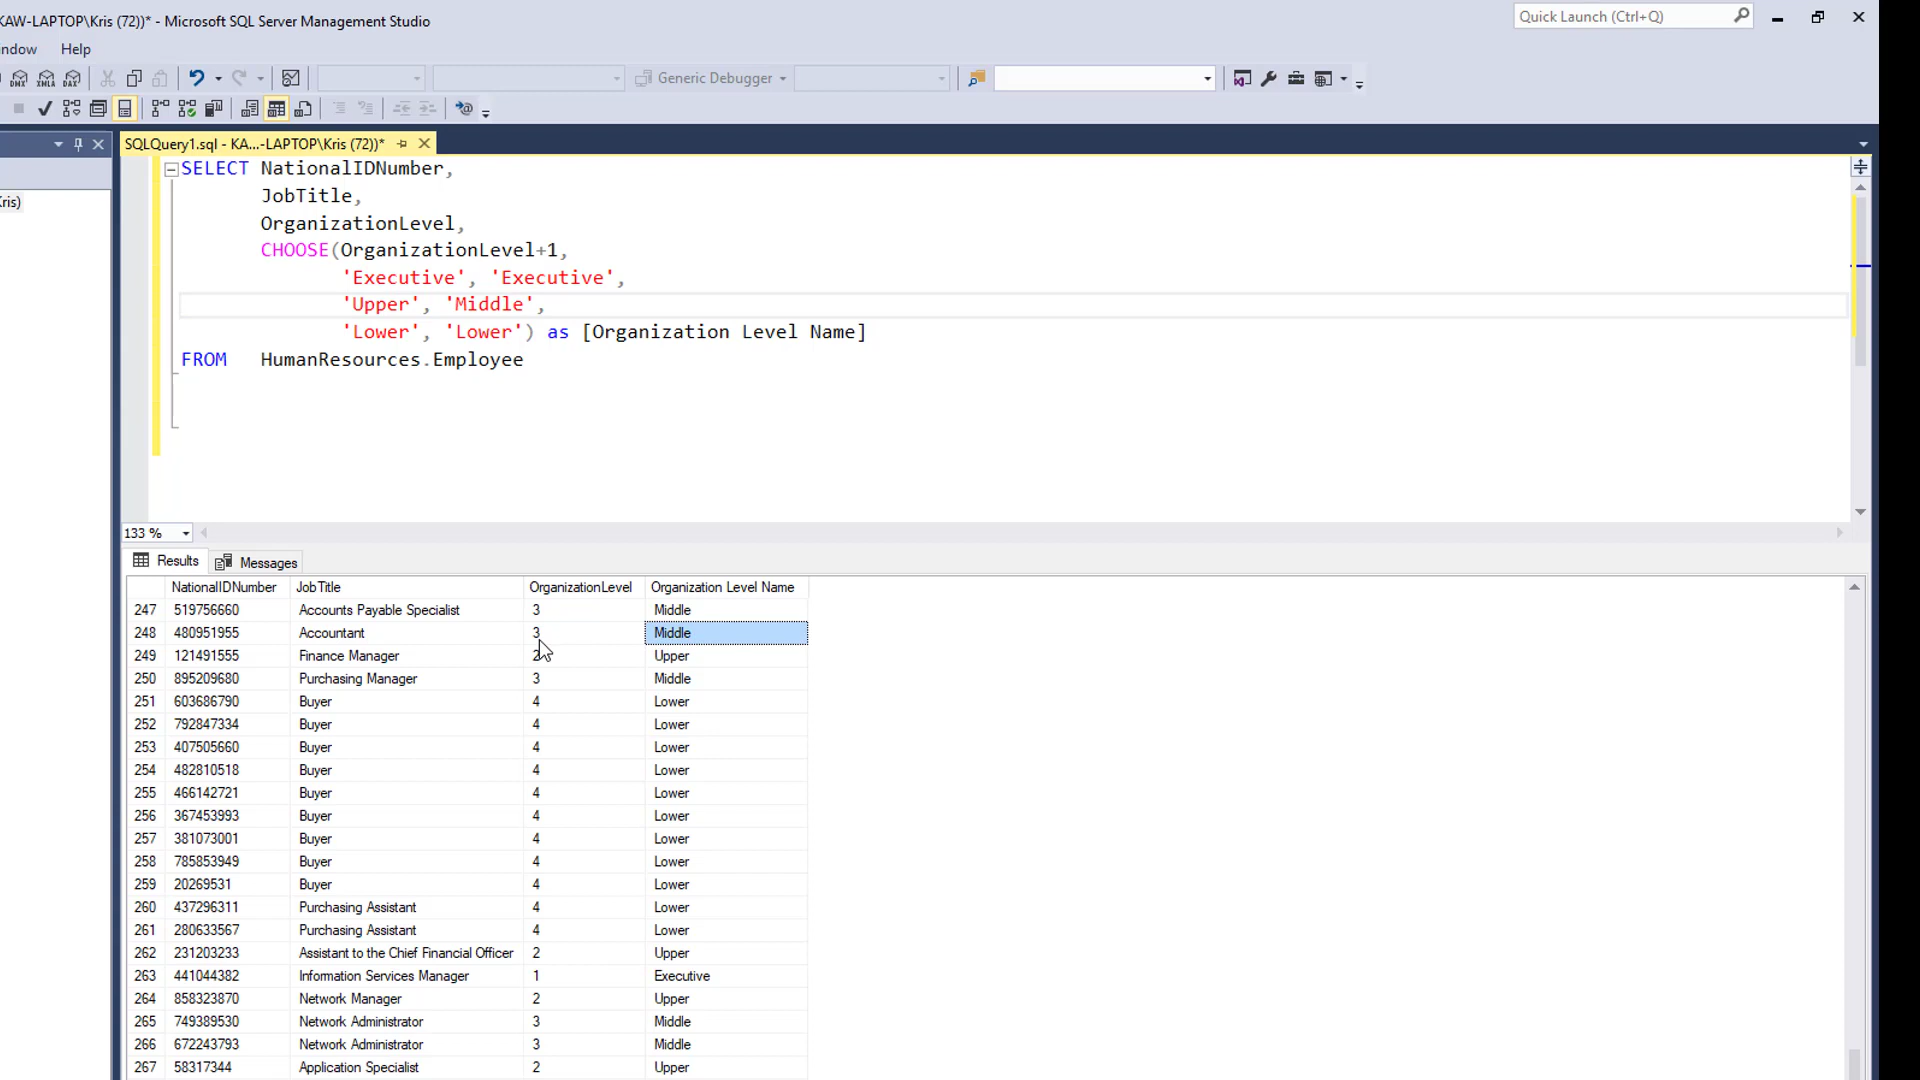 KAW-LAPTOP\Kris (72))* - Microsoft SQL Server Management Studio
Quick Launch (Ctrl+Q)
indow Help
DMX XMLA DAX Generic Debugger
SQLQuery1.sql - KA...-LAPTOP\Kris (72))*
Kris)
SELECT NationalIDNumber,
JobTitle,
OrganizationLevel,
CHOOSE(OrganizationLevel+1,
'Executive', 'Executive',
'Upper', 'Middle',
'Lower', 'Lower') as [Organization Level Name]
FROM HumanResources.Employee
133 %
Results Messages
NationalIDNumber JobTitle OrganizationLevel Organization Level Name
247 519756660 Accounts Payable Specialist 3 Middle
248 480951955 Accountant 3 Middle
249 121491555 Finance Manager 2 Upper
250 895209680 Purchasing Manager 3 Middle
251 603686790 Buyer 4 Lower
252 792847334 Buyer 4 Lower
253 407505660 Buyer 4 Lower
254 482810518 Buyer 4 Lower
255 466142721 Buyer 4 Lower
256 367453993 Buyer 4 Lower
257 381073001 Buyer 4 Lower
258 785853949 Buyer 4 Lower
259 20269531 Buyer 4 Lower
260 437296311 Purchasing Assistant 4 Lower
261 280633567 Purchasing Assistant 4 Lower
262 231203233 Assistant to the Chief Financial Officer 2 Upper
263 441044382 Information Services Manager 1 Executive
264 858323870 Network Manager 2 Upper
265 749389530 Network Administrator 3 Middle
266 672243793 Network Administrator 3 Middle
267 58317344 Application Specialist 2 Upper